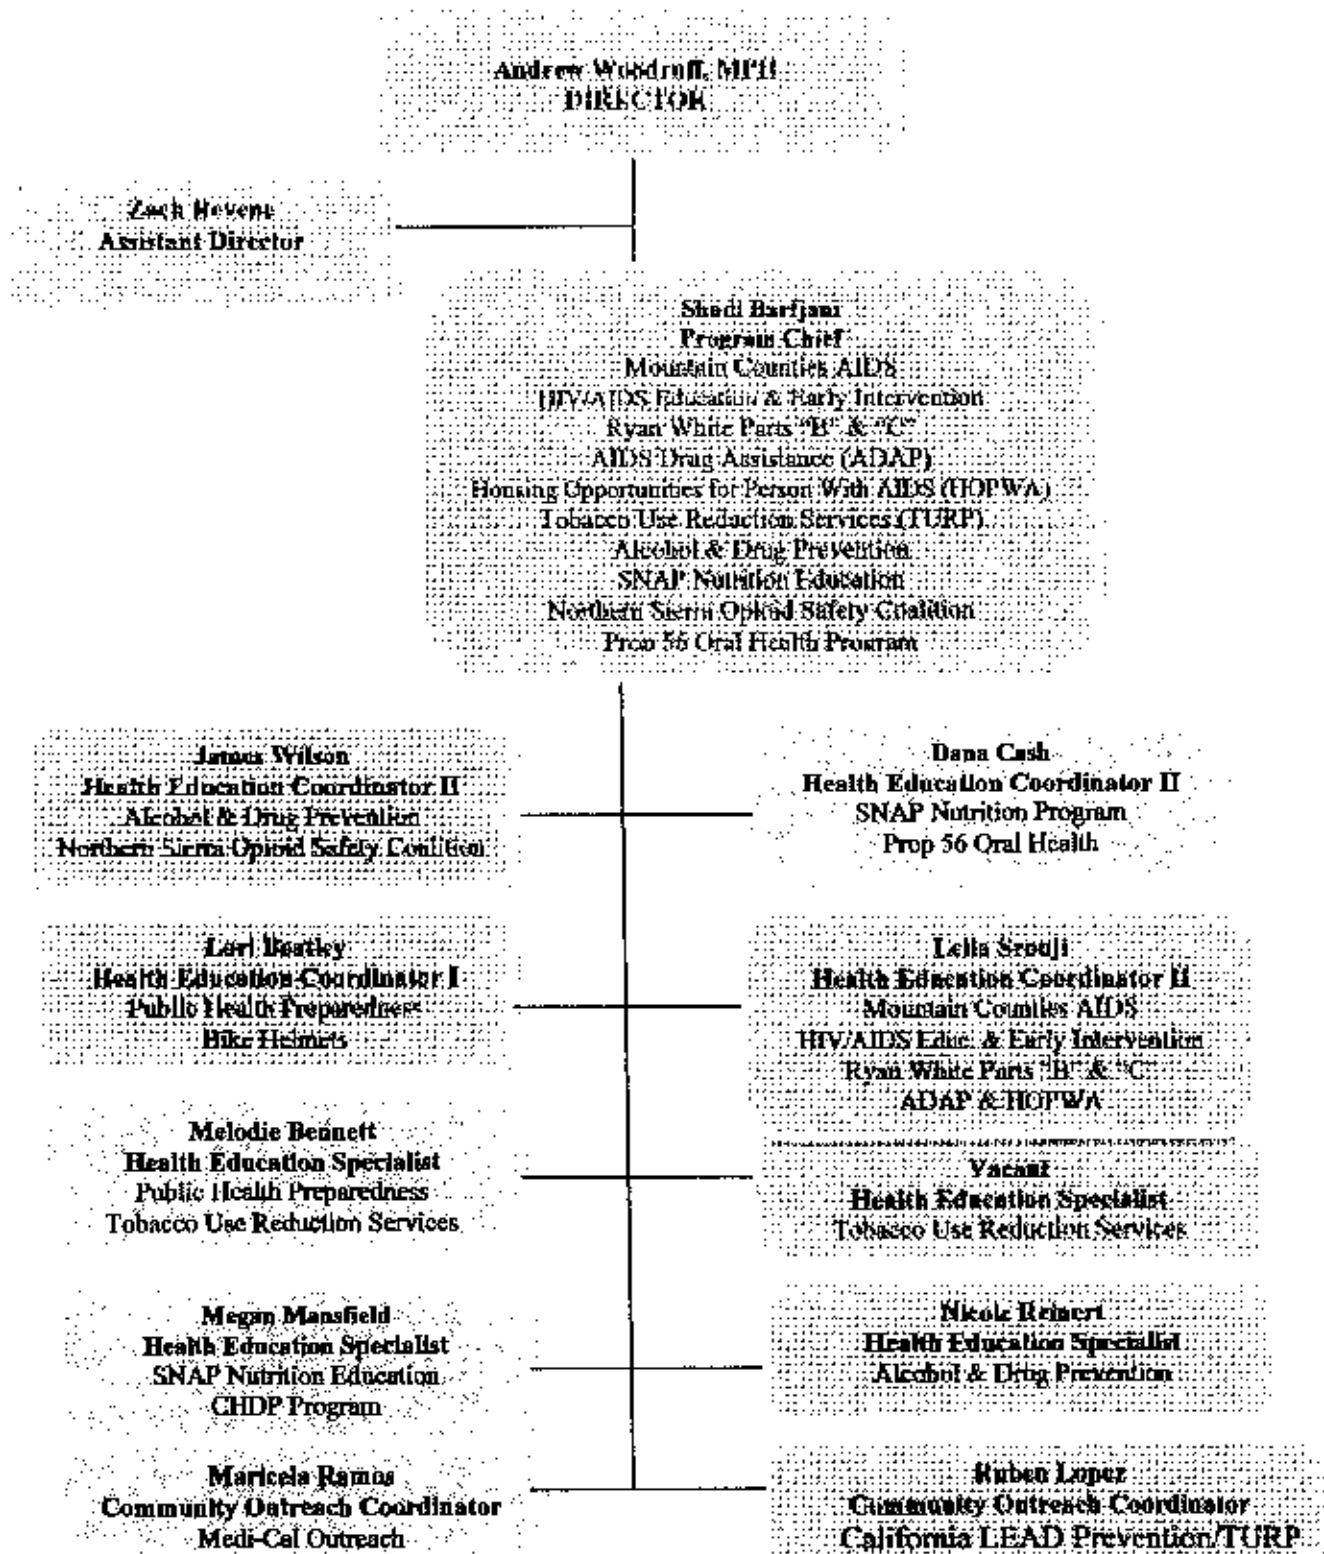 Andrew Woodruff, MPH
DIRECTOR
Zach Revene
Assistant Director
Shadi Barfjani
Program Chief
Mountain Counties AIDS
HIV/AIDS Education & Early Intervention
Ryan White Parts "B" & "C"
AIDS Drug Assistance (ADAP)
Housing Opportunities for Person With AIDS (HOPWA)
Tobacco Use Reduction Services (TURP)
Alcohol & Drug Prevention
SNAP Nutrition Education
Northern Sierra Opioid Safety Coalition
Prop 56 Oral Health Program
James Wilson
Health Education Coordinator II
Alcohol & Drug Prevention
Northern Sierra Opioid Safety Coalition
Dana Cash
Health Education Coordinator II
SNAP Nutrition Program
Prop 56 Oral Health
Lori Beatley
Health Education Coordinator I
Public Health Preparedness
Bike Helmets
Leila Srouji
Health Education Coordinator II
Mountain Counties AIDS
HIV/AIDS Educ. & Early Intervention
Ryan White Parts "B" & "C"
ADAP & HOPWA
Melodie Bennett
Health Education Specialist
Public Health Preparedness
Tobacco Use Reduction Services
Vacant
Health Education Specialist
Tobacco Use Reduction Services
Megan Mansfield
Health Education Specialist
SNAP Nutrition Education
CHDP Program
Nicole Reinert
Health Education Specialist
Alcohol & Drug Prevention
Maricela Ramos
Community Outreach Coordinator
Medi-Cal Outreach
Ruben Lopez
Community Outreach Coordinator
California LEAD Prevention/TURP